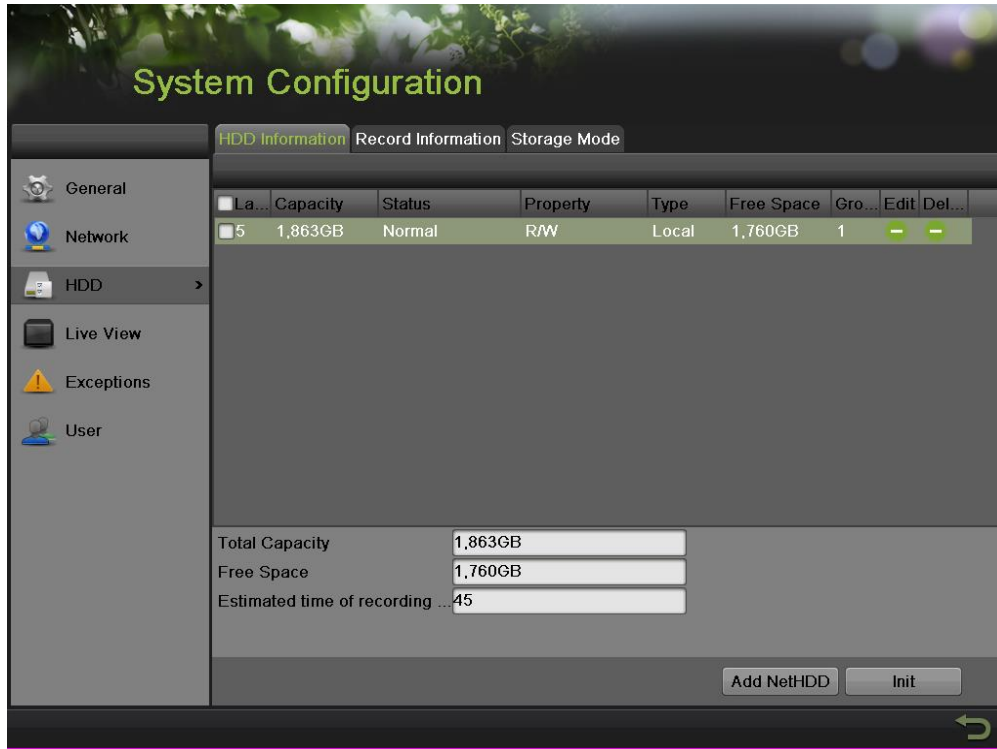 System Configuration
HDD Information Record Information Storage Mode
General
Network
HDD
Live View
Exceptions
User
La... Capacity Status Property Type Free Space Gro... Edit Del...
5 1,863GB Normal R/W Local 1,760GB 1
Total Capacity 1,863GB
Free Space 1,760GB
Estimated time of recording ... 45
Add NetHDD Init